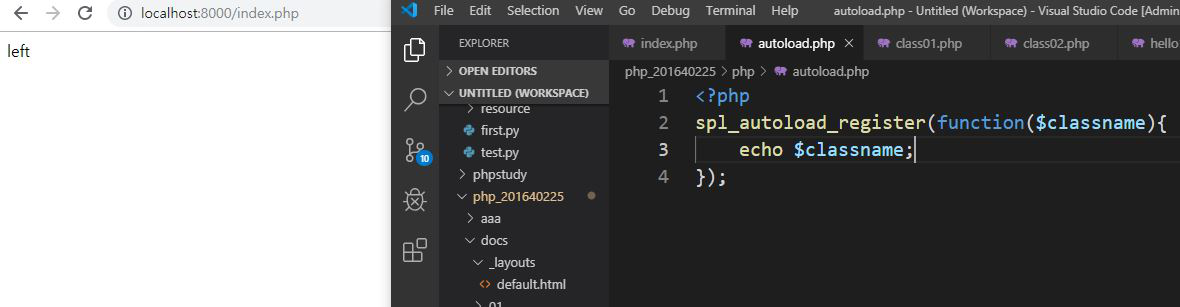 localhost:8000/index.php
left
File Edit Selection View Go Run Terminal Help autoload.php - Untitled (Workspace) - Visual Studio Code [Admin
EXPLORER
OPEN EDITORS
UNTITLED (WORKSPACE)
resource
first.py
test.py
phpstudy
php_201640225
aaa
docs
_layouts
default.html
01
10
index.php autoload.php class01.php class02.php hello
php_201640225 > php > autoload.php
1 <?php
2 spl_autoload_register(function($classname){
3 echo $classname;
4 });